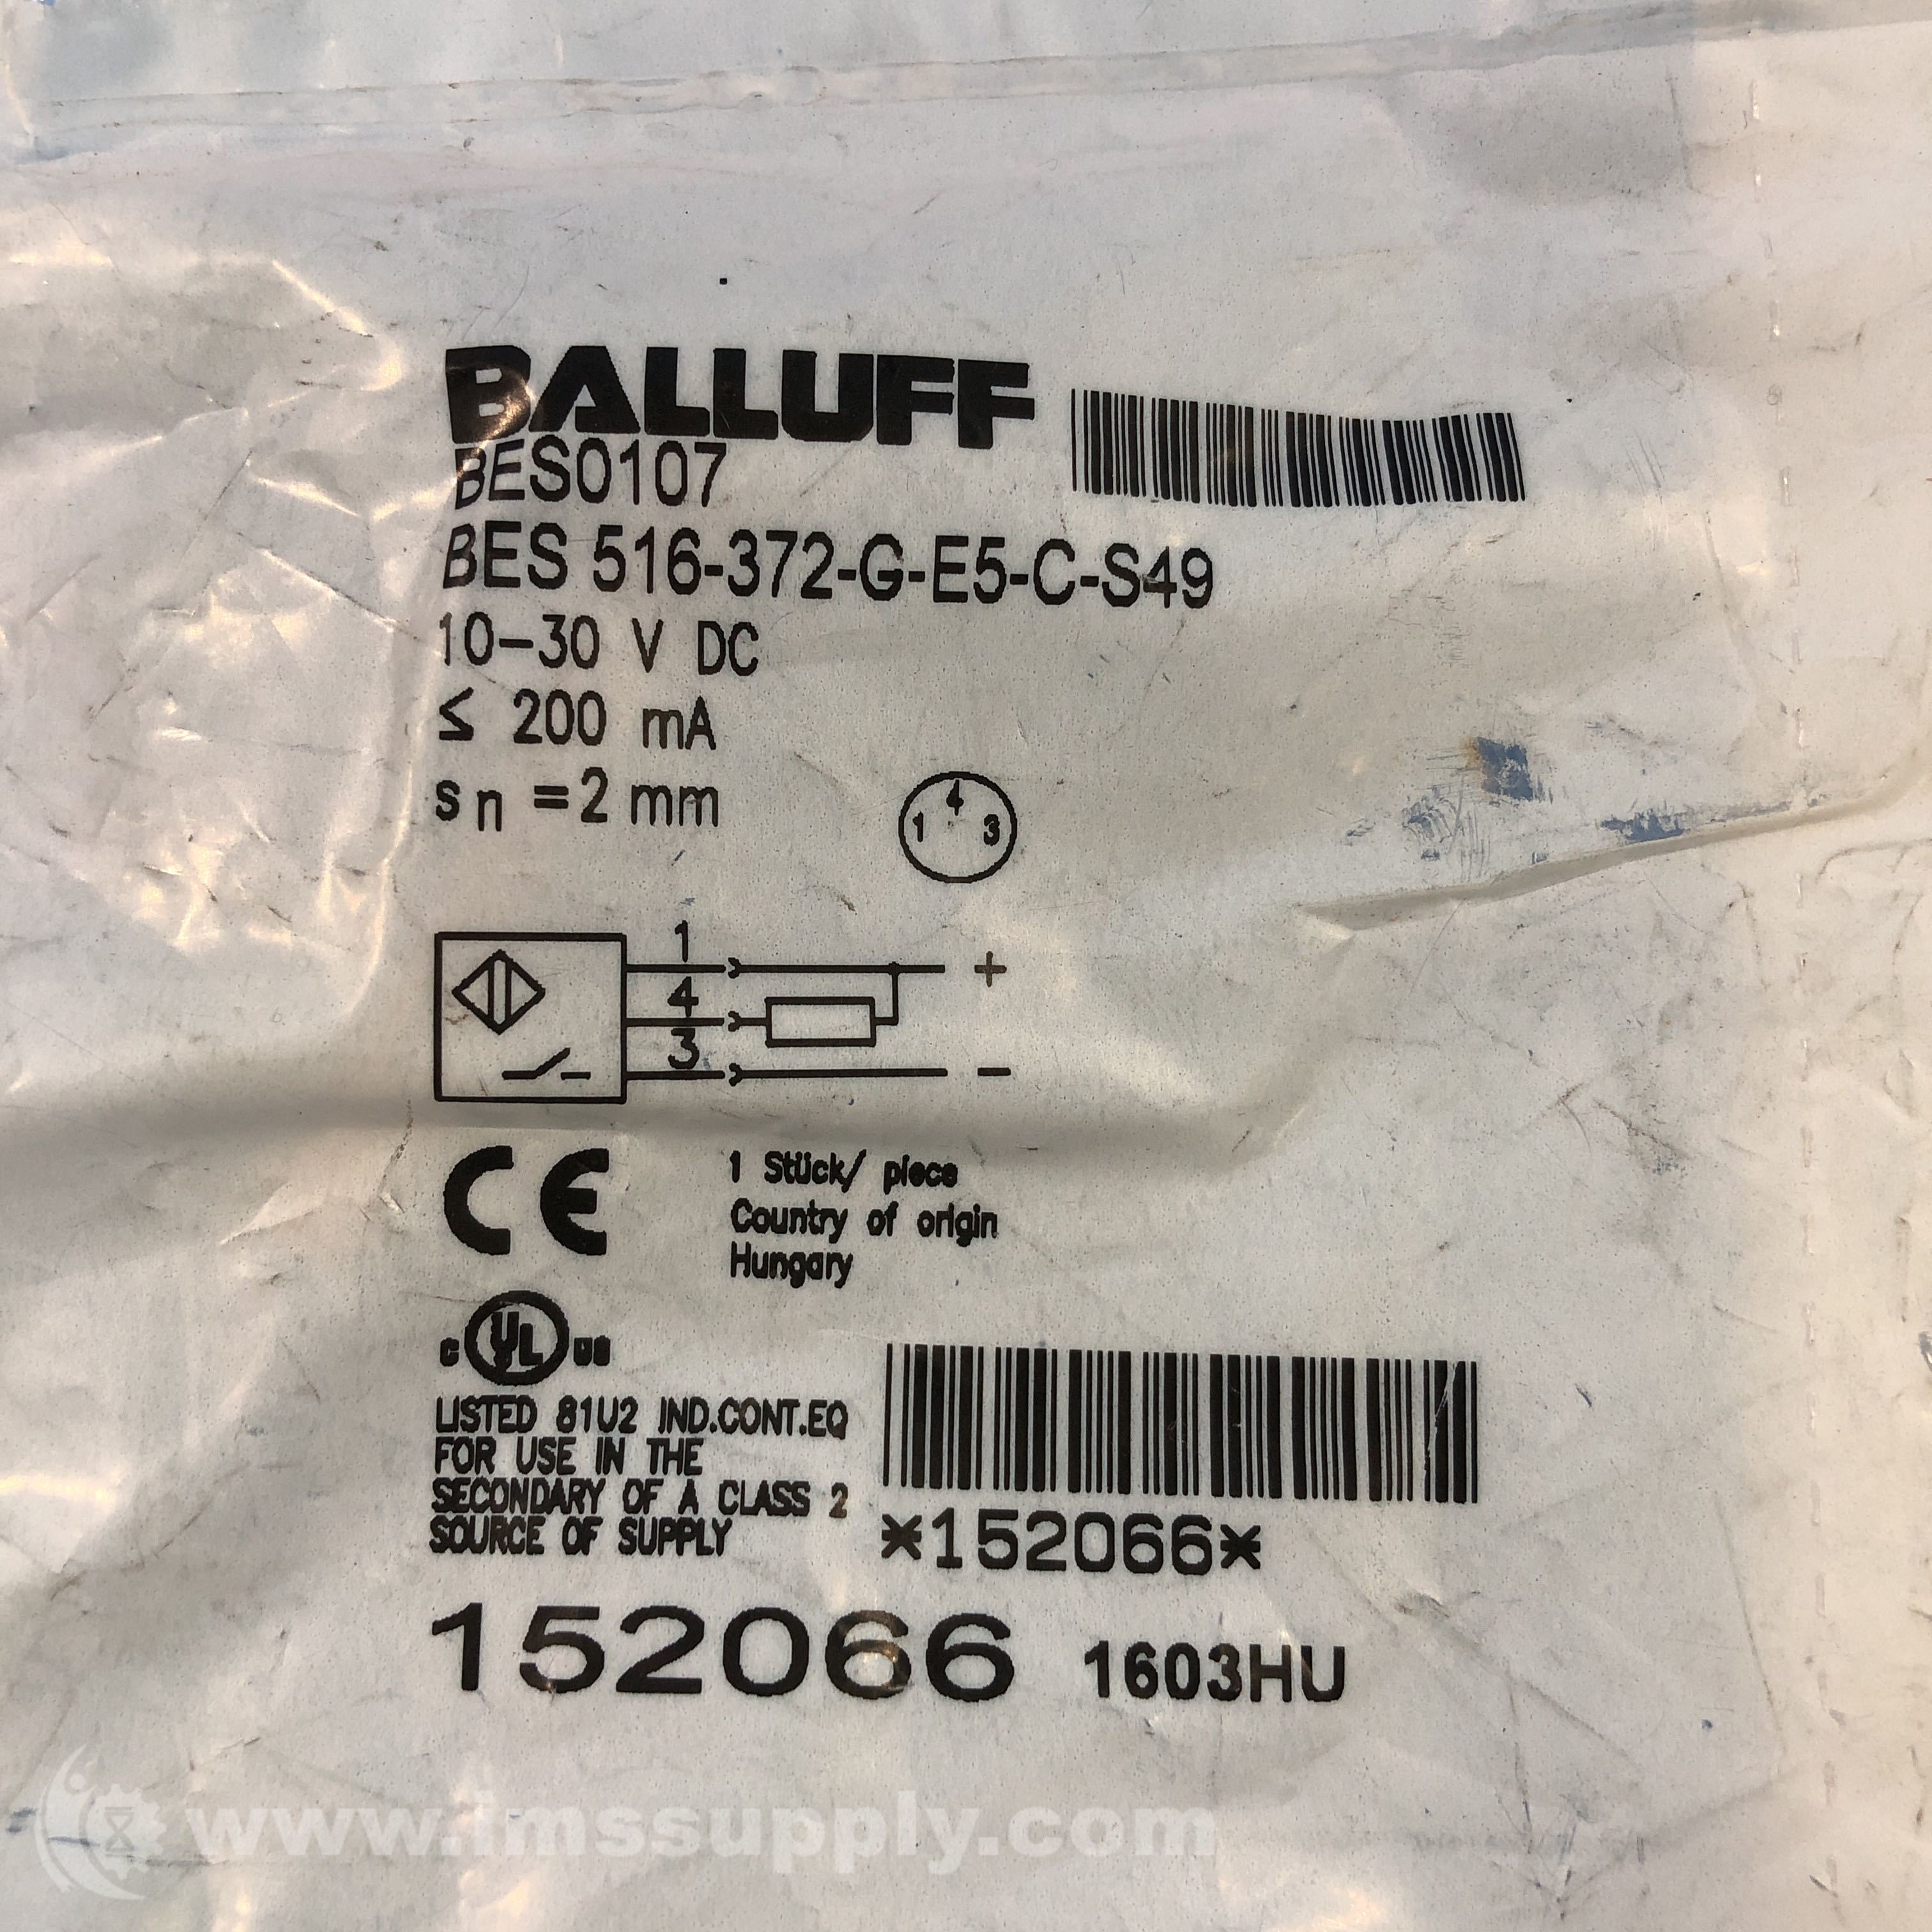 BALLUFF
BES0107
BES 516-372-G-E5-C-S49
10-30 V DC
≤ 200 mA
sn =2 mm
4
1 3
1
+
4
3
-
CE
1 Stück/ piece
Country of origin
Hungary
c UL us
LISTED 81U2 IND.CONT.EQ
FOR USE IN THE
SECONDARY OF A CLASS 2
SOURCE OF SUPPLY
*152066*
152066 1603HU
www.imssupply.com